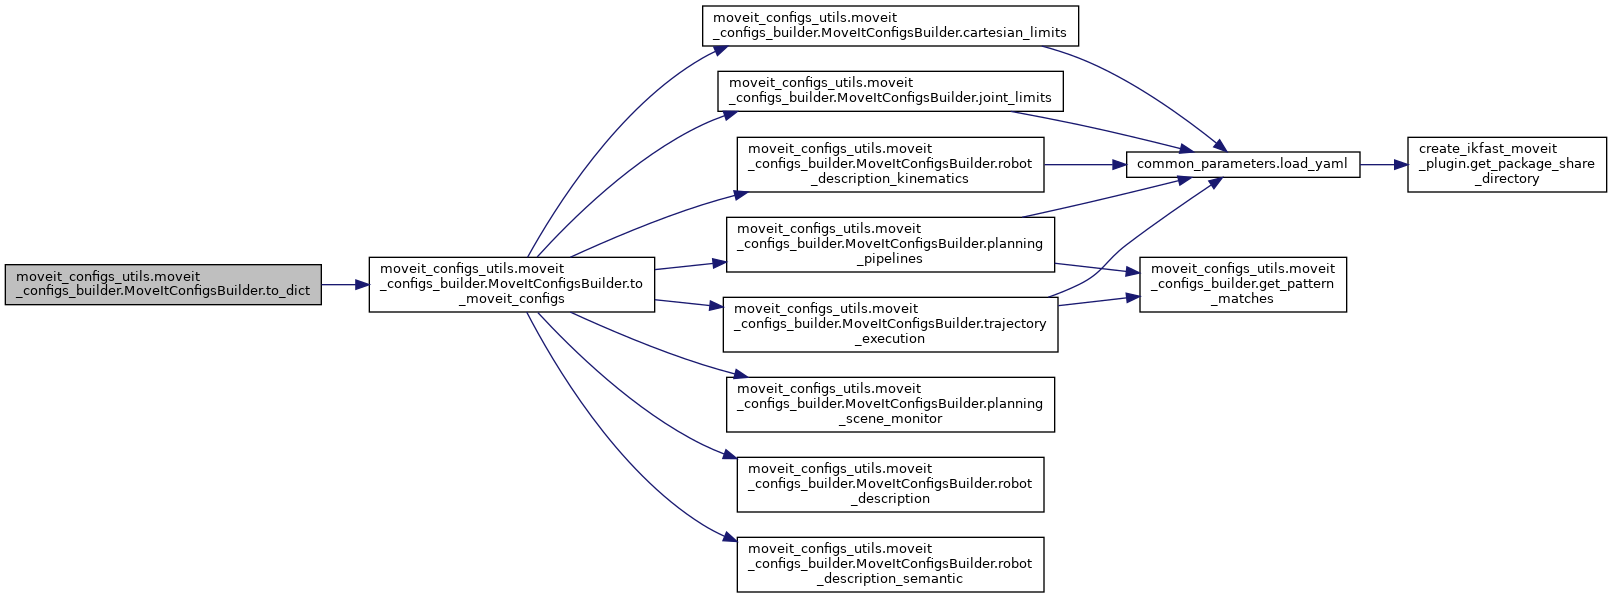 moveit_configs_utils.moveit
_configs_builder.MoveItConfigsBuilder.to_dict
moveit_configs_utils.moveit
_configs_builder.MoveItConfigsBuilder.to
_moveit_configs
moveit_configs_utils.moveit
_configs_builder.MoveItConfigsBuilder.cartesian_limits
moveit_configs_utils.moveit
_configs_builder.MoveItConfigsBuilder.joint_limits
moveit_configs_utils.moveit
_configs_builder.MoveItConfigsBuilder.robot
_description_kinematics
moveit_configs_utils.moveit
_configs_builder.MoveItConfigsBuilder.planning
_pipelines
moveit_configs_utils.moveit
_configs_builder.MoveItConfigsBuilder.trajectory
_execution
moveit_configs_utils.moveit
_configs_builder.MoveItConfigsBuilder.planning
_scene_monitor
moveit_configs_utils.moveit
_configs_builder.MoveItConfigsBuilder.robot
_description
moveit_configs_utils.moveit
_configs_builder.MoveItConfigsBuilder.robot
_description_semantic
common_parameters.load_yaml
moveit_configs_utils.moveit
_configs_builder.get_pattern
_matches
create_ikfast_moveit
_plugin.get_package_share
_directory